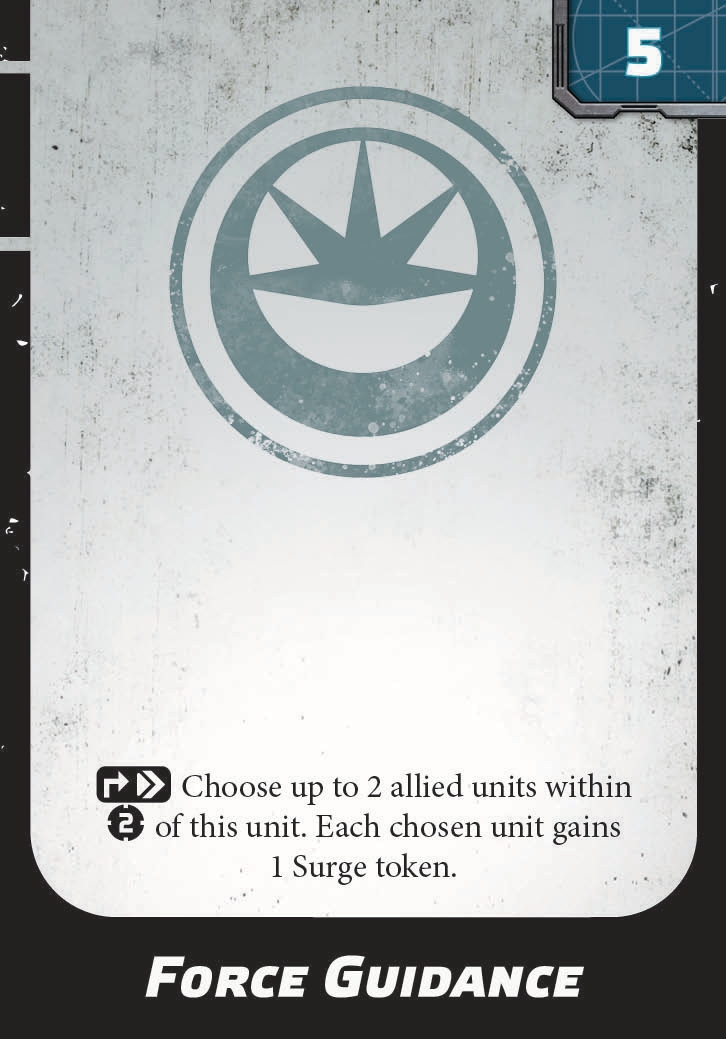 5
Choose up to 2 allied units within
2 of this unit. Each chosen unit gains
1 Surge token.
FORCE GUIDANCE